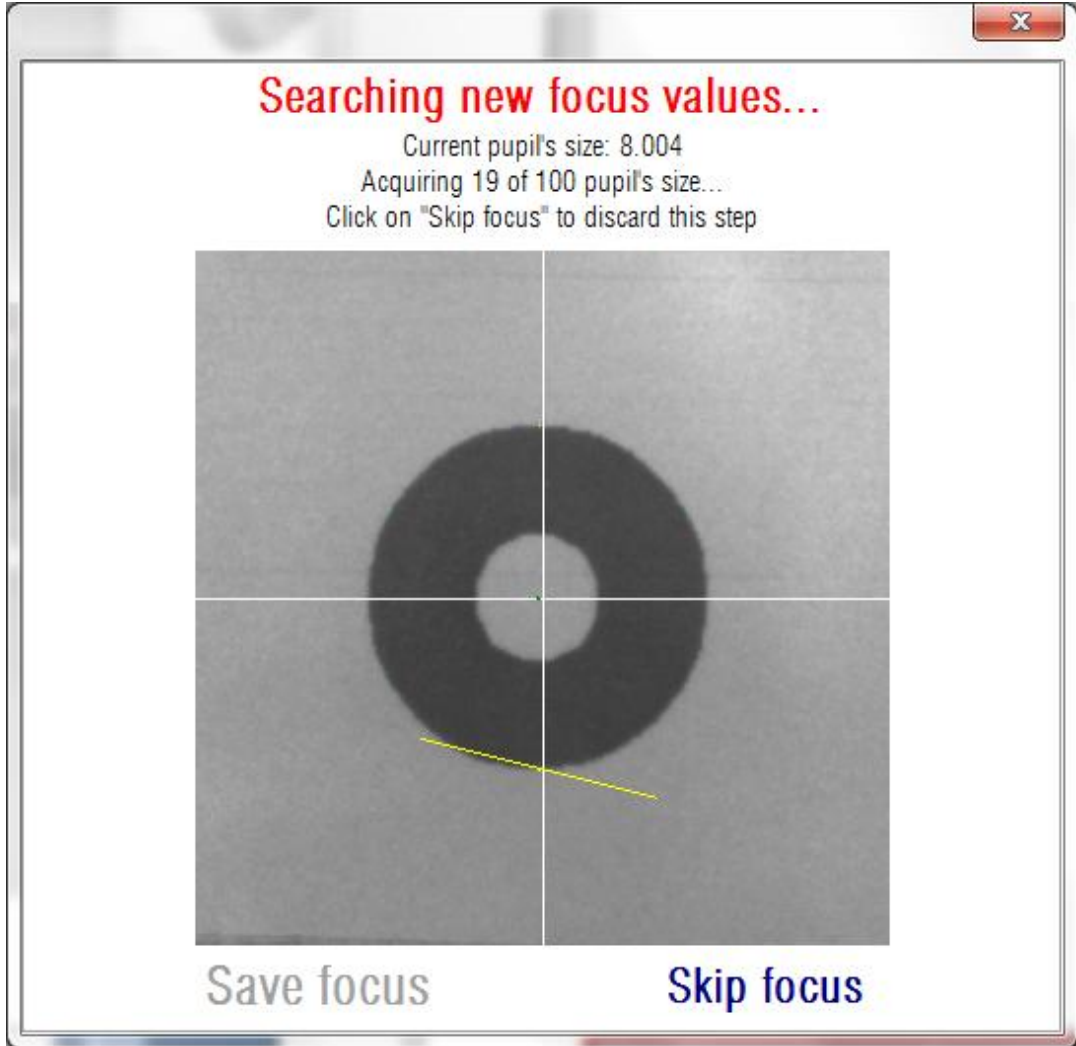 Searching new focus values...
Current pupil's size: 8.004
Acquiring 19 of 100 pupil's size...
Click on "Skip focus" to discard this step
Save focus
Skip focus